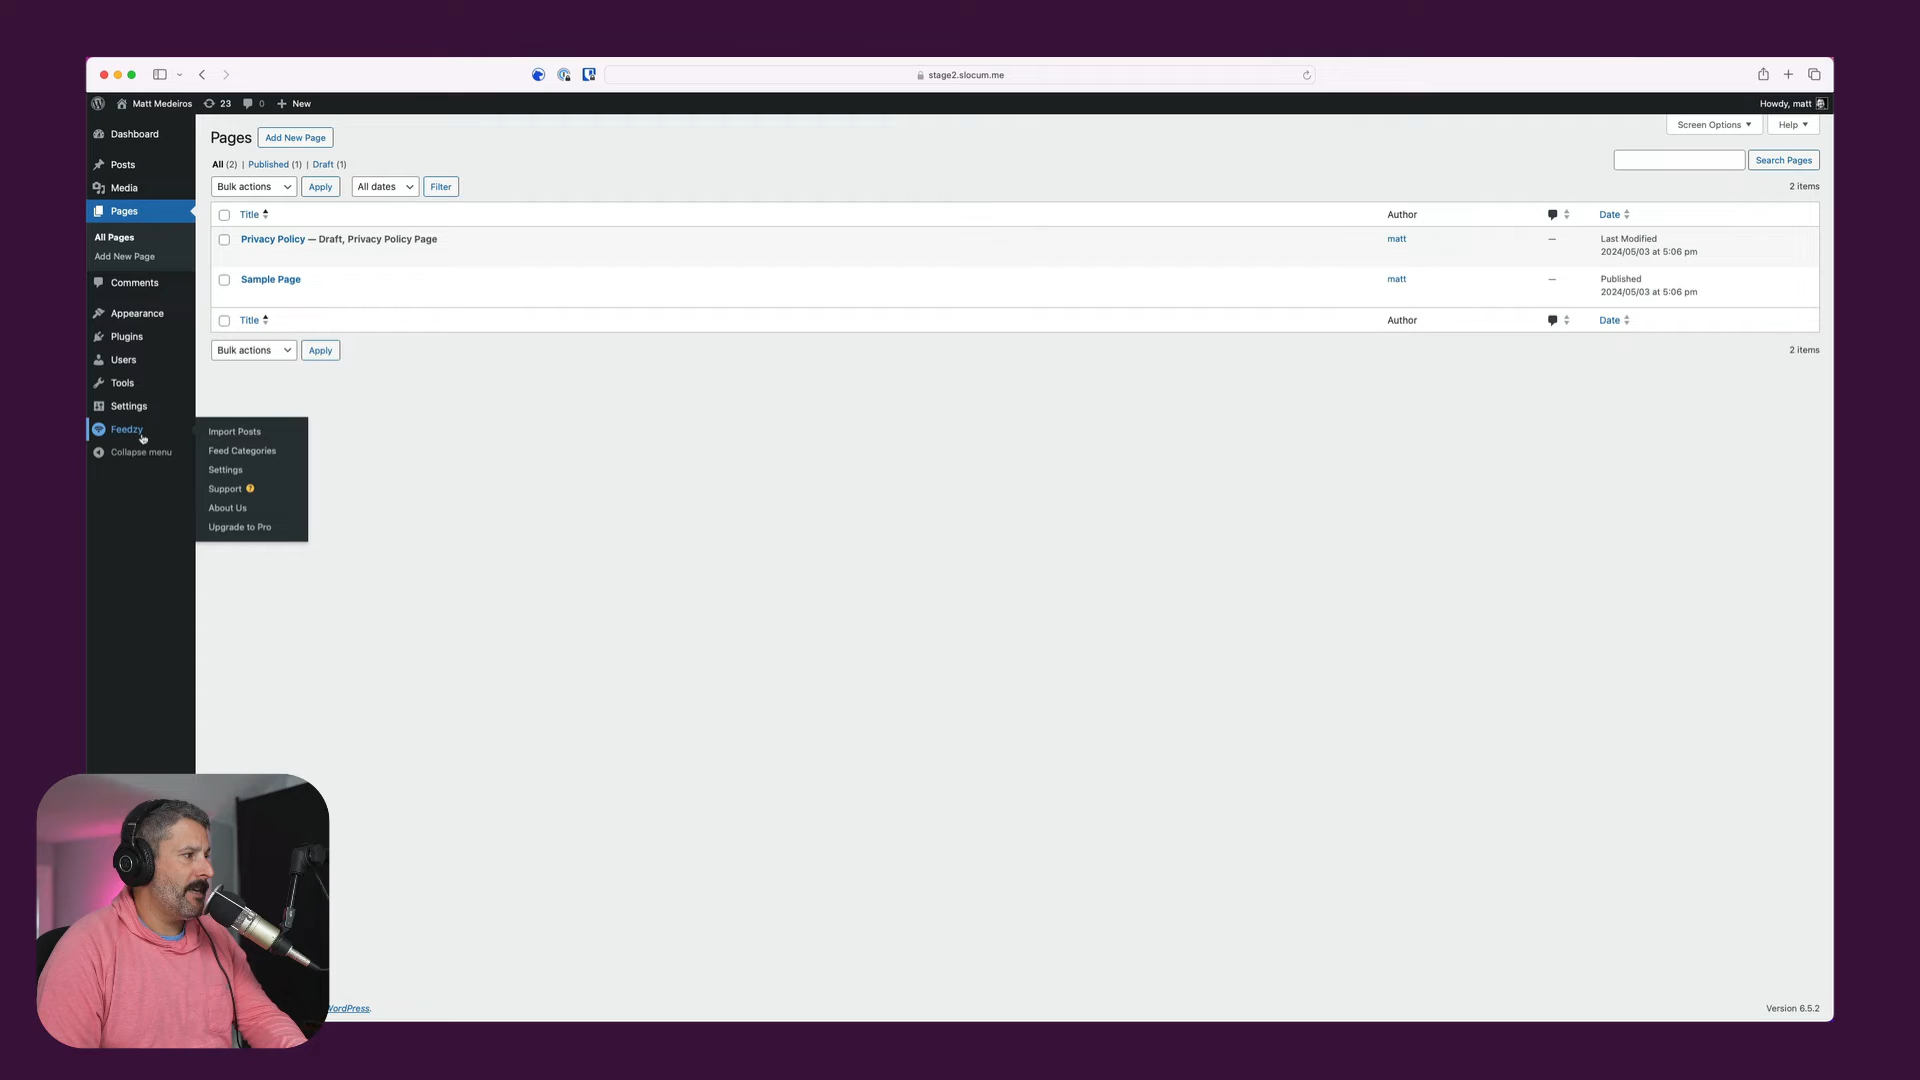 stage2.slocum.me
Matt Medeiros 23 0 New
Howdy, matt
Dashboard
Posts
Media
Pages
All Pages
Add New Page
Comments
Appearance
Plugins
Users
Tools
Settings
Feedzy
Collapse menu
Import Posts
Feed Categories
Settings
Support ?
About Us
Upgrade to Pro
Pages Add New Page
Screen Options Help
All (2) | Published (1) | Draft (1)
Search Pages
Bulk actions Apply All dates Filter
2 items
Title Author Date
Privacy Policy — Draft, Privacy Policy Page matt — Last Modified
2024/05/03 at 5:06 pm
Sample Page matt — Published
2024/05/03 at 5:06 pm
Title Author Date
Bulk actions Apply
2 items
WordPress.
Version 6.5.2